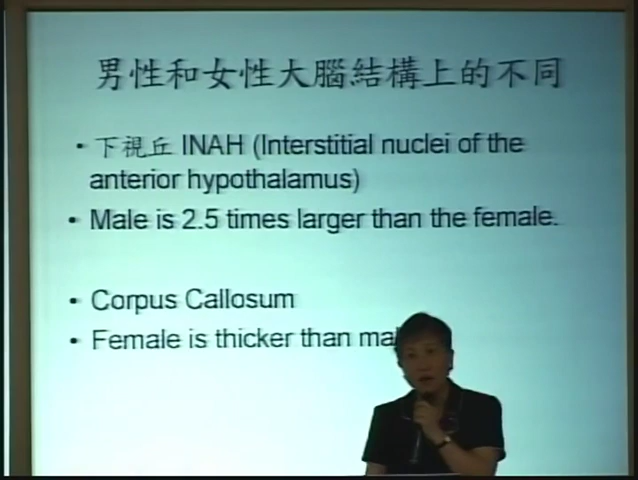 男性和女性大腦結構上的不同
• 下視丘 INAH (Interstitial nuclei of the
anterior hypothalamus)
• Male is 2.5 times larger than the female.
• Corpus Callosum
• Female is thicker than ma